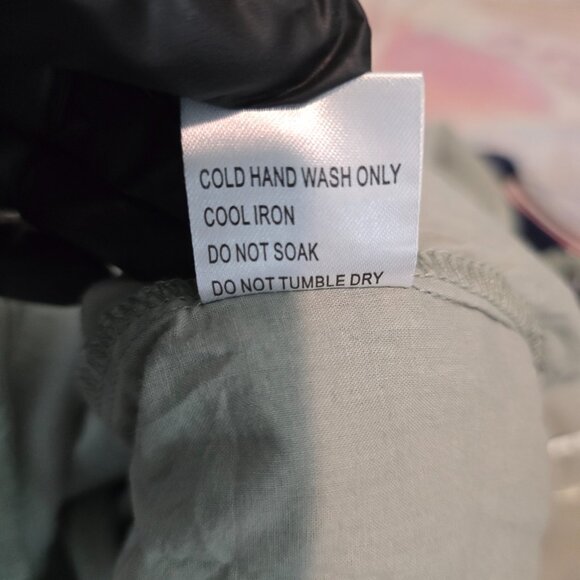 COLD HAND WASH ONLY
COOL IRON
DO NOT SOAK
DO NOT TUMBLE DRY